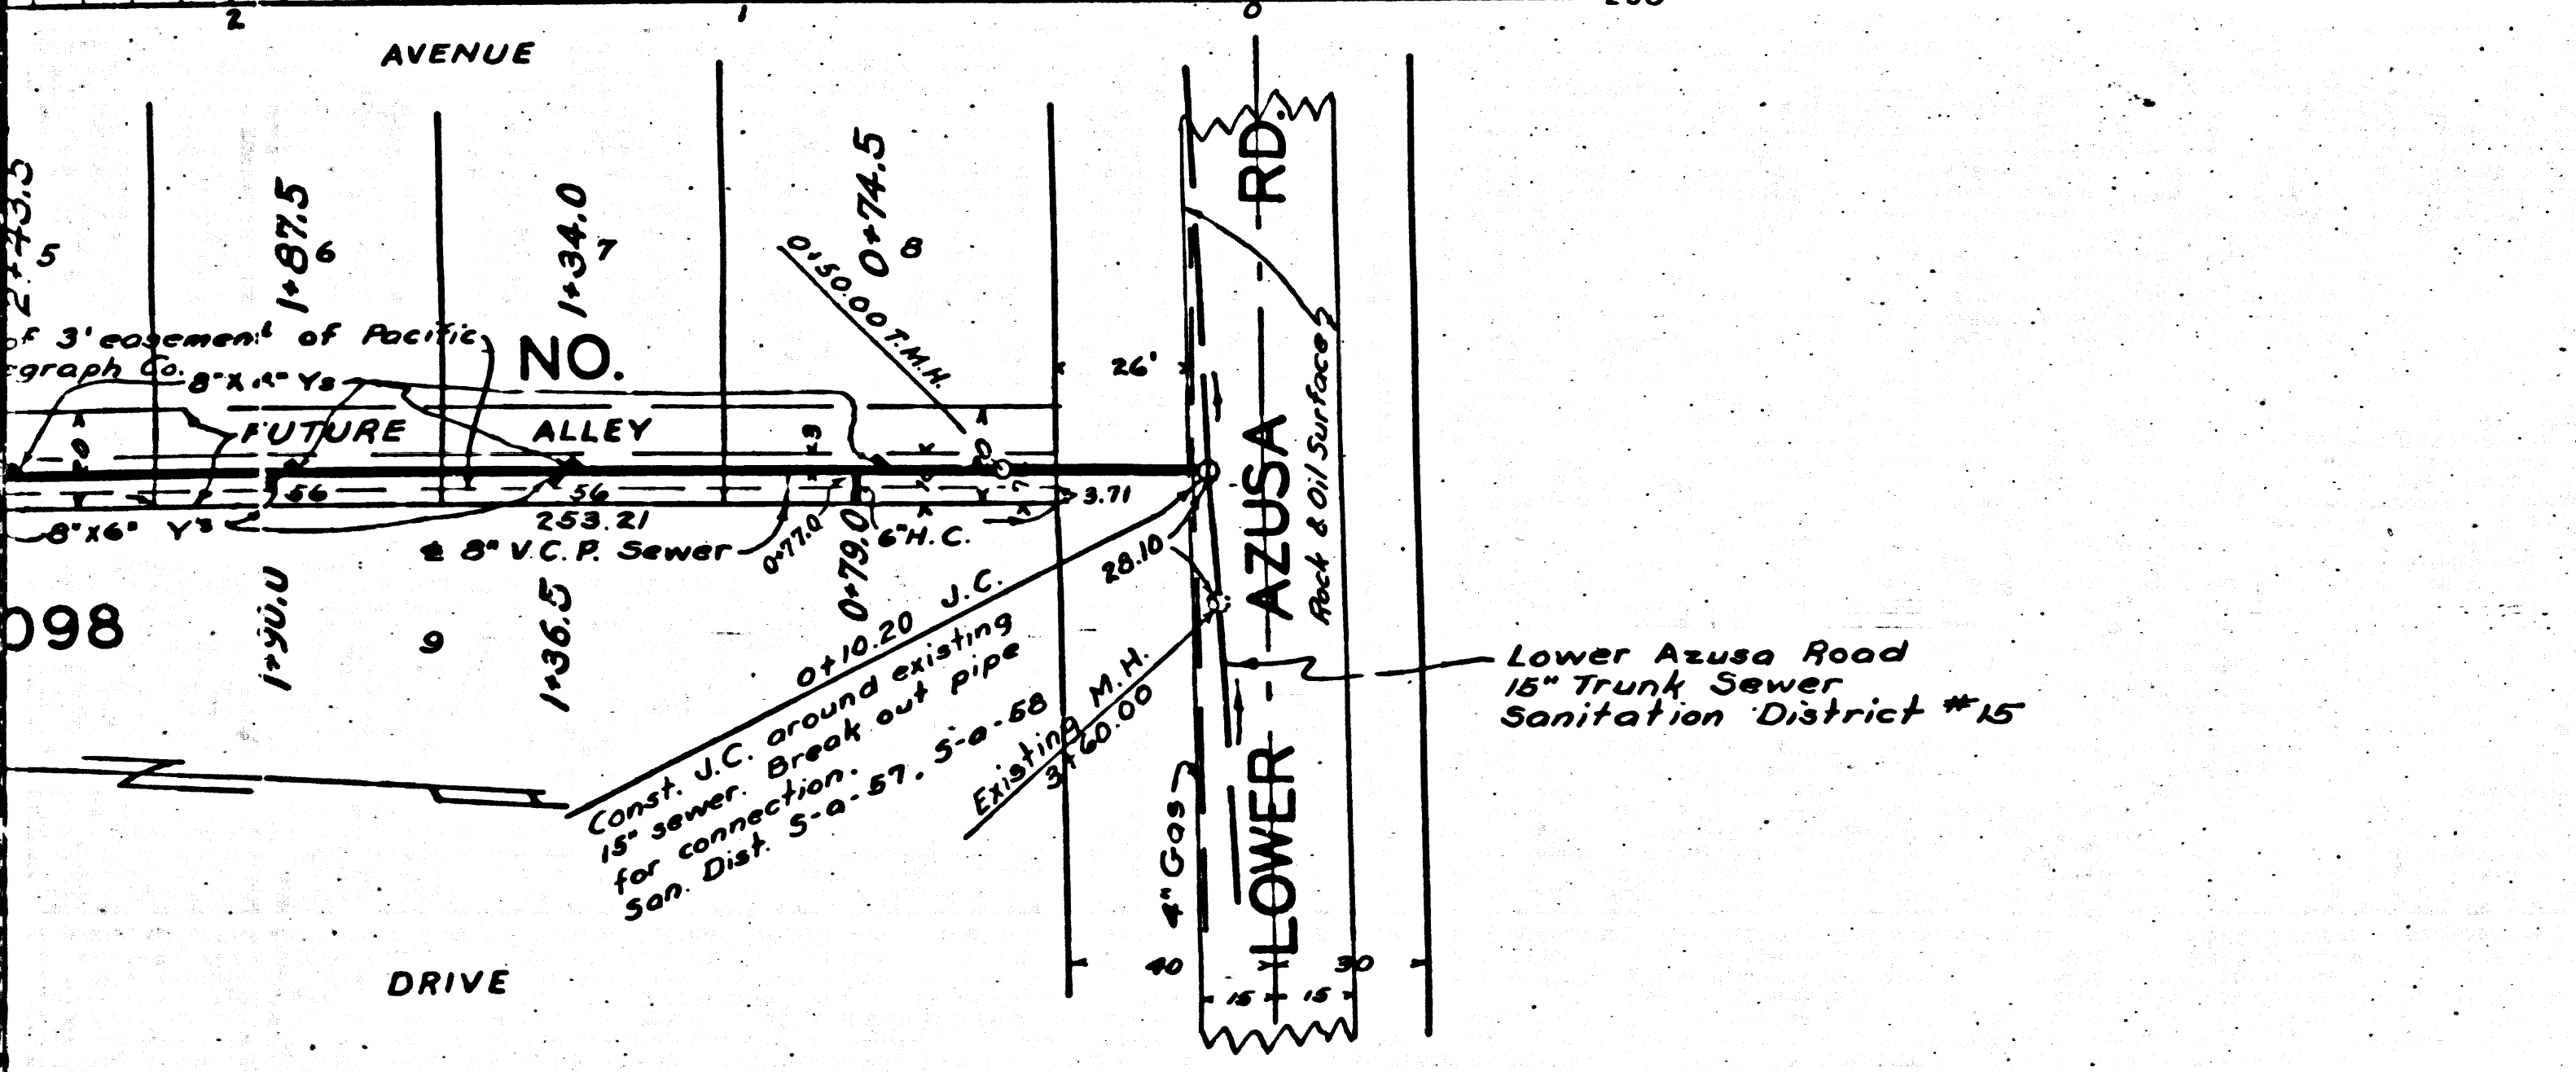 2
1
0
AVENUE
2+43.5
5
1+87.5
6
1+34.0
7
0+74.5
8
0+50.00 T.M.H.
RD.
of 3' easement of Pacific
graph Co.
NO.
26'
FUTURE ALLEY
3
56
56
253.21
3.71
8"X6" Y's
8" V.C.P. Sewer
0+77.0
0+79.0
6" H.C.
28.10
AZUSA
Rock & Oil Surface
098
1+90.0
9
1+36.5
0+10.20 J.C.
Const. J.C. around existing
15" sewer. Break out pipe
for connection.
San. Dist. S-a-57, S-a-58
Existing M.H.
3+60.00
Lower Azusa Road
15" Trunk Sewer
Sanitation District #15
4" Gas
LOWER
DRIVE
40
30
15
15